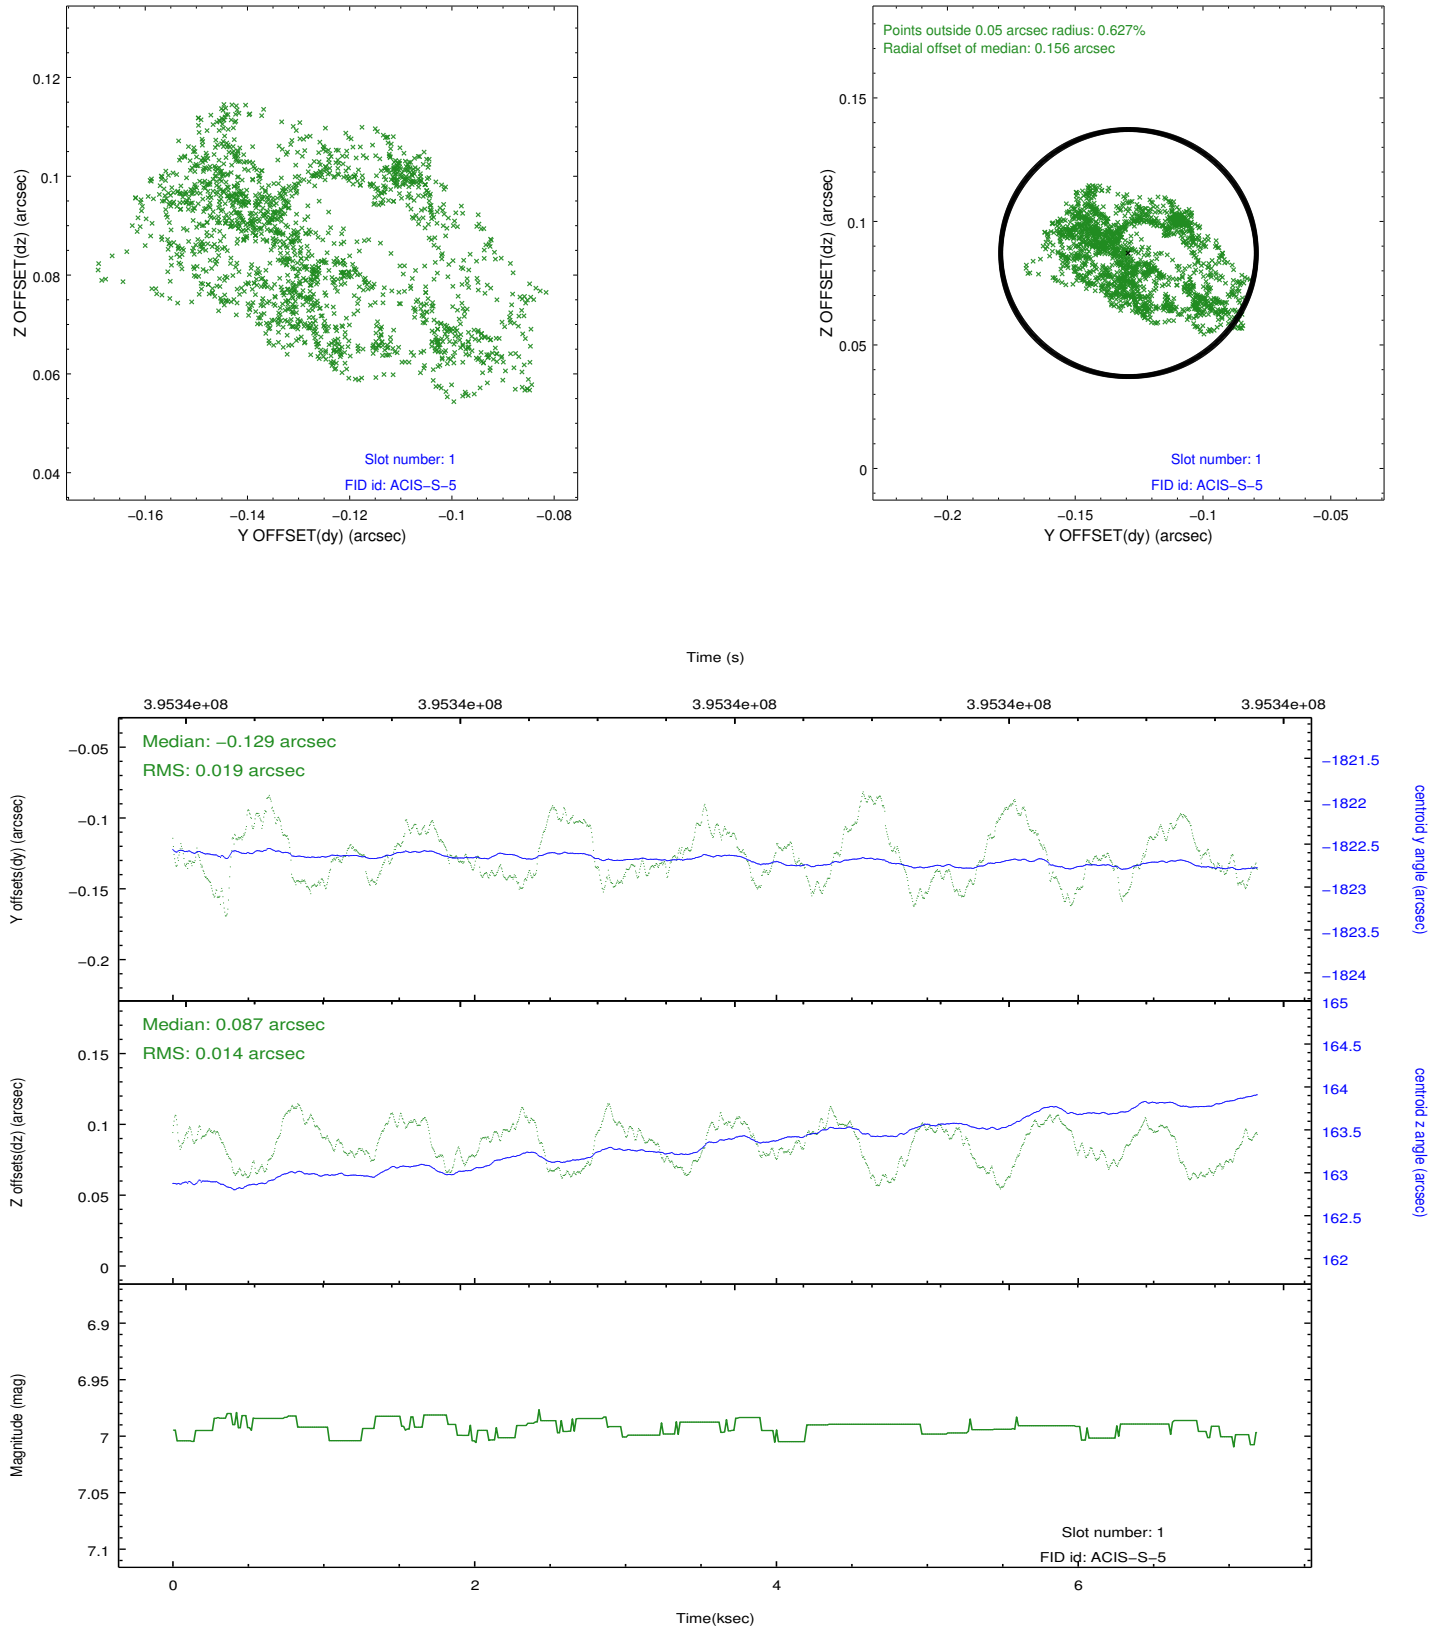 0.12
0.1
0.08
0.06
0.04
Z OFFSET(dz) (arcsec)
Slot number: 1
FID id: ACIS−S−5
−0.16
−0.14
−0.12
−0.1
−0.08
Y OFFSET(dy) (arcsec)
Points outside 0.05 arcsec radius: 0.627%
Radial offset of median: 0.156 arcsec
0.15
0.1
0.05
0
Z OFFSET(dz) (arcsec)
Slot number: 1
FID id: ACIS−S−5
−0.2
−0.15
−0.1
−0.05
Y OFFSET(dy) (arcsec)
Time (s)
3.9534e+08
3.9534e+08
3.9534e+08
3.9534e+08
3.9534e+08
Median: −0.129 arcsec
RMS: 0.019 arcsec
−0.05
−0.1
−0.15
−0.2
Y offsets(dy) (arcsec)
−1821.5
−1822
−1822.5
−1823
−1823.5
−1824
centroid y angle (arcsec)
Median: 0.087 arcsec
RMS: 0.014 arcsec
0.15
0.1
0.05
0
Z offsets(dz) (arcsec)
165
164.5
164
163.5
163
162.5
162
centroid z angle (arcsec)
6.9
6.95
7
7.05
7.1
Magnitude (mag)
Slot number: 1
FID id: ACIS−S−5
0
2
4
6
Time(ksec)